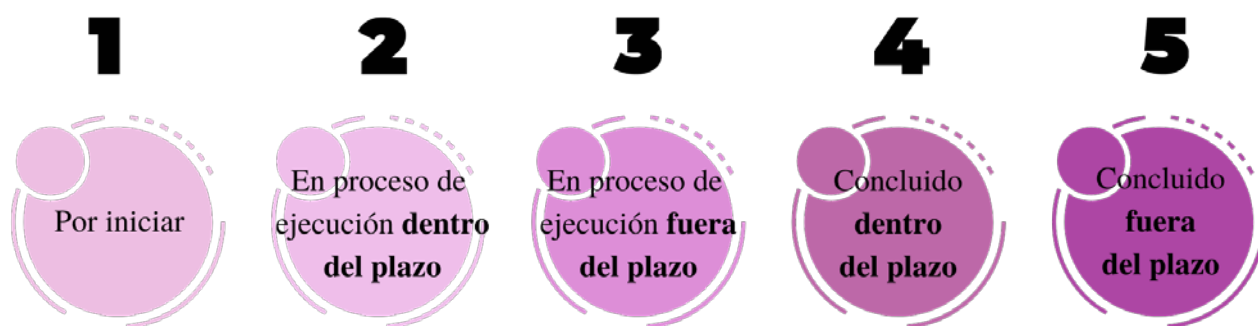 1
Por iniciar
2
En proceso de
ejecución dentro
del plazo
3
En proceso de
ejecución fuera
del plazo
4
Concluido
dentro
del plazo
5
Concluido
fuera
del plazo